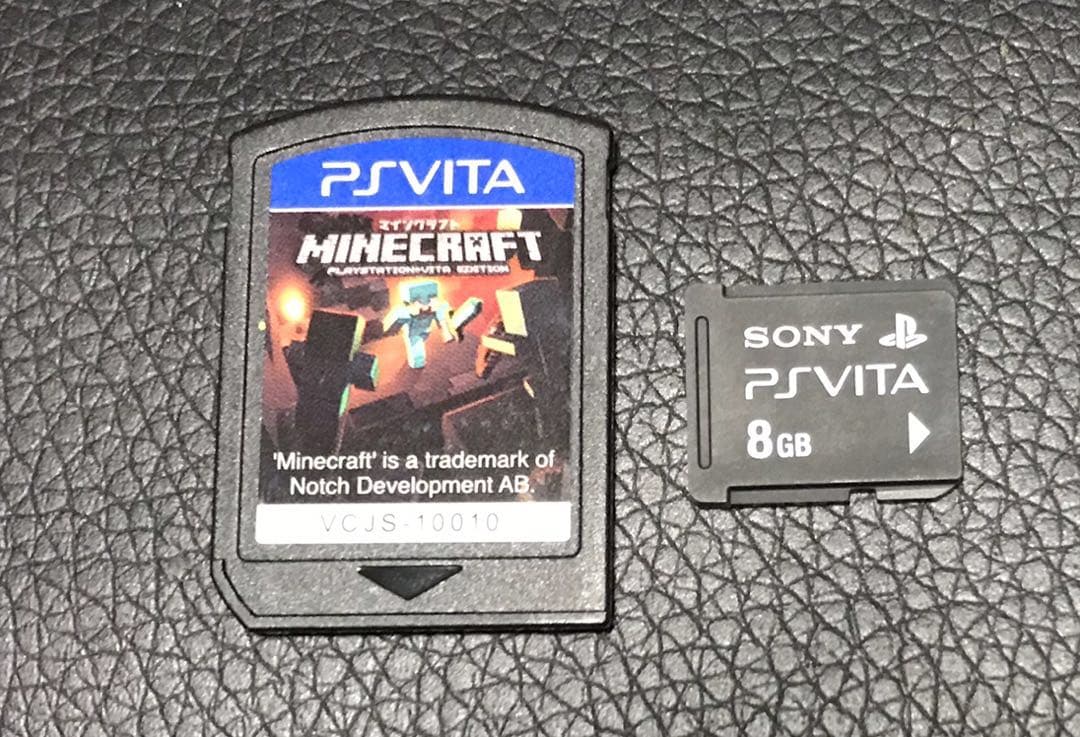 PSVITA
マインクラフト
MINECRAFT
PLAYSTATION®VITA EDITION
'Minecraft' is a trademark of
Notch Development AB.
VCJS-10010
SONY
PSVITA
8GB